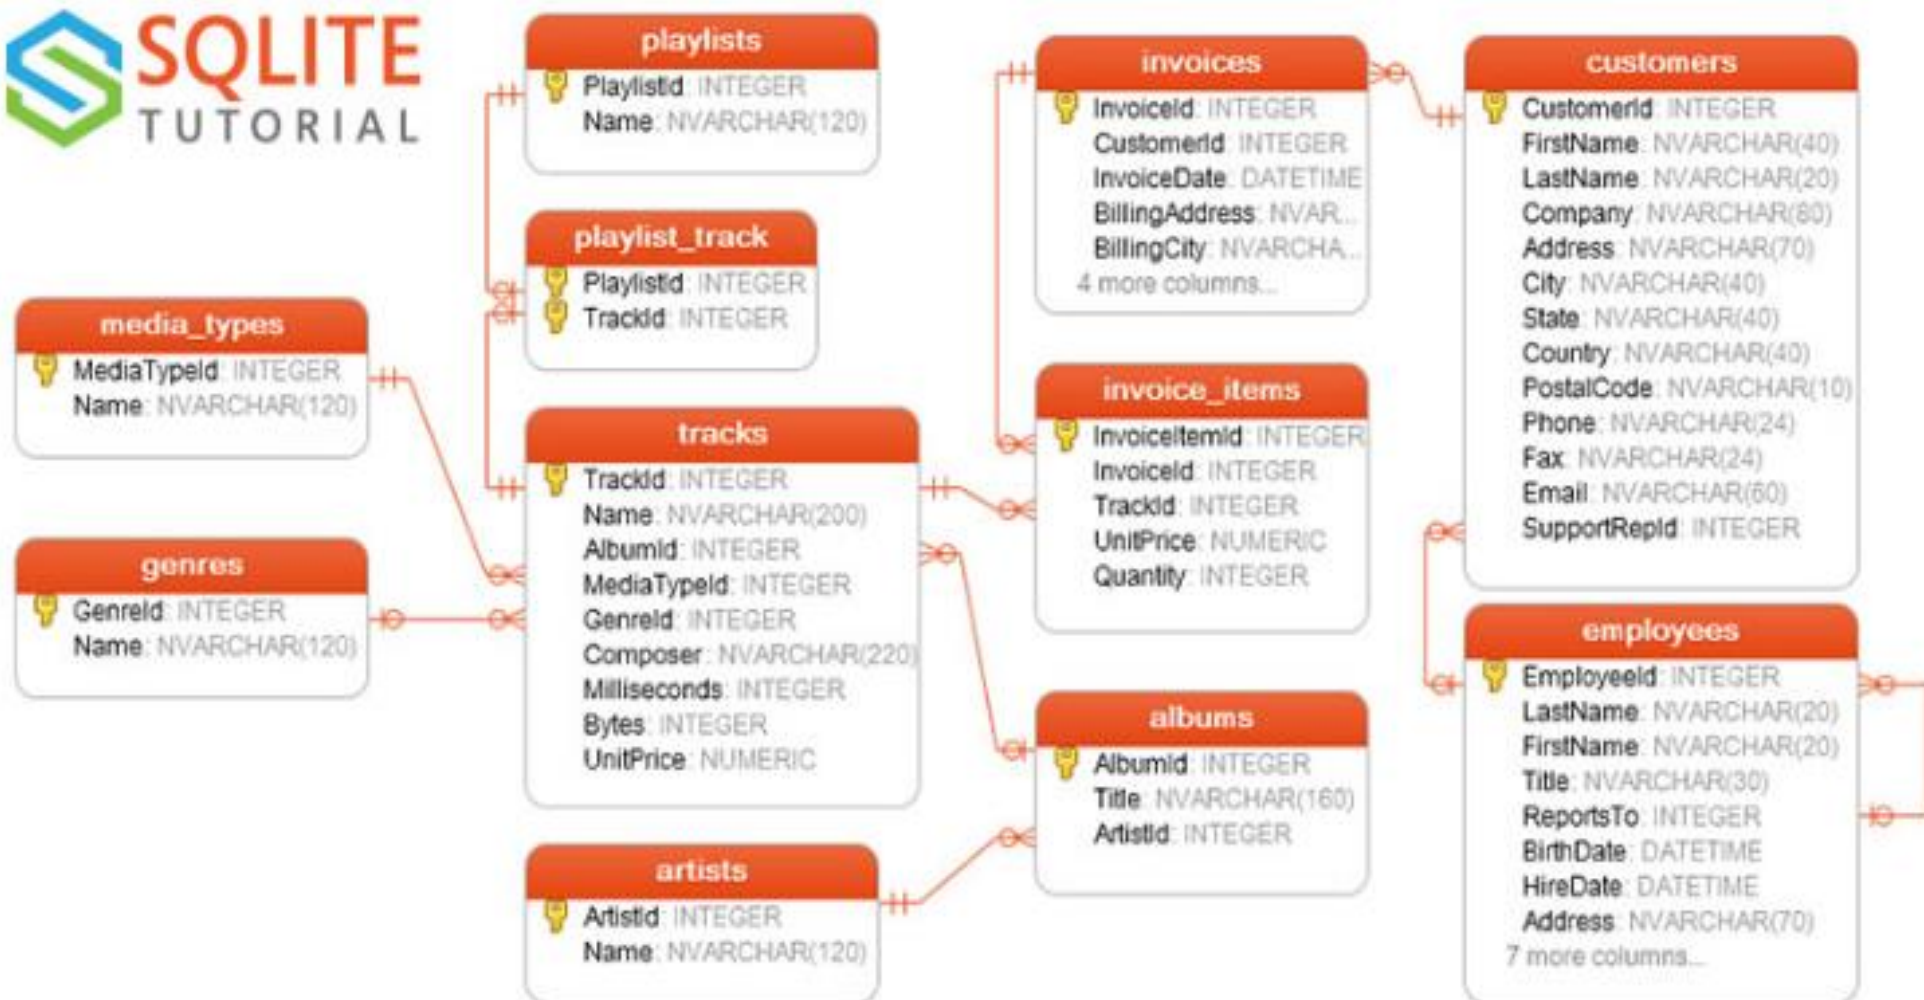 SQLITE
TUTORIAL
playlists
PlaylistId: INTEGER
Name: NVARCHAR(120)
playlist_track
PlaylistId: INTEGER
TrackId: INTEGER
media_types
MediaTypeId: INTEGER
Name: NVARCHAR(120)
genres
GenreId: INTEGER
Name: NVARCHAR(120)
tracks
TrackId: INTEGER
Name: NVARCHAR(200)
AlbumId: INTEGER
MediaTypeId: INTEGER
GenreId: INTEGER
Composer: NVARCHAR(220)
Milliseconds: INTEGER
Bytes: INTEGER
UnitPrice: NUMERIC
artists
ArtistId: INTEGER
Name: NVARCHAR(120)
invoices
InvoiceId: INTEGER
CustomerId: INTEGER
InvoiceDate: DATETIME
BillingAddress: NVAR...
BillingCity: NVARCHA...
4 more columns...
invoice_items
InvoiceItemId: INTEGER
InvoiceId: INTEGER
TrackId: INTEGER
UnitPrice: NUMERIC
Quantity: INTEGER
albums
AlbumId: INTEGER
Title: NVARCHAR(160)
ArtistId: INTEGER
customers
CustomerId: INTEGER
FirstName: NVARCHAR(40)
LastName: NVARCHAR(20)
Company: NVARCHAR(80)
Address: NVARCHAR(70)
City: NVARCHAR(40)
State: NVARCHAR(40)
Country: NVARCHAR(40)
PostalCode: NVARCHAR(10)
Phone: NVARCHAR(24)
Fax: NVARCHAR(24)
Email: NVARCHAR(60)
SupportRepId: INTEGER
employees
EmployeeId: INTEGER
LastName: NVARCHAR(20)
FirstName: NVARCHAR(20)
Title: NVARCHAR(30)
ReportsTo: INTEGER
BirthDate: DATETIME
HireDate: DATETIME
Address: NVARCHAR(70)
7 more columns...